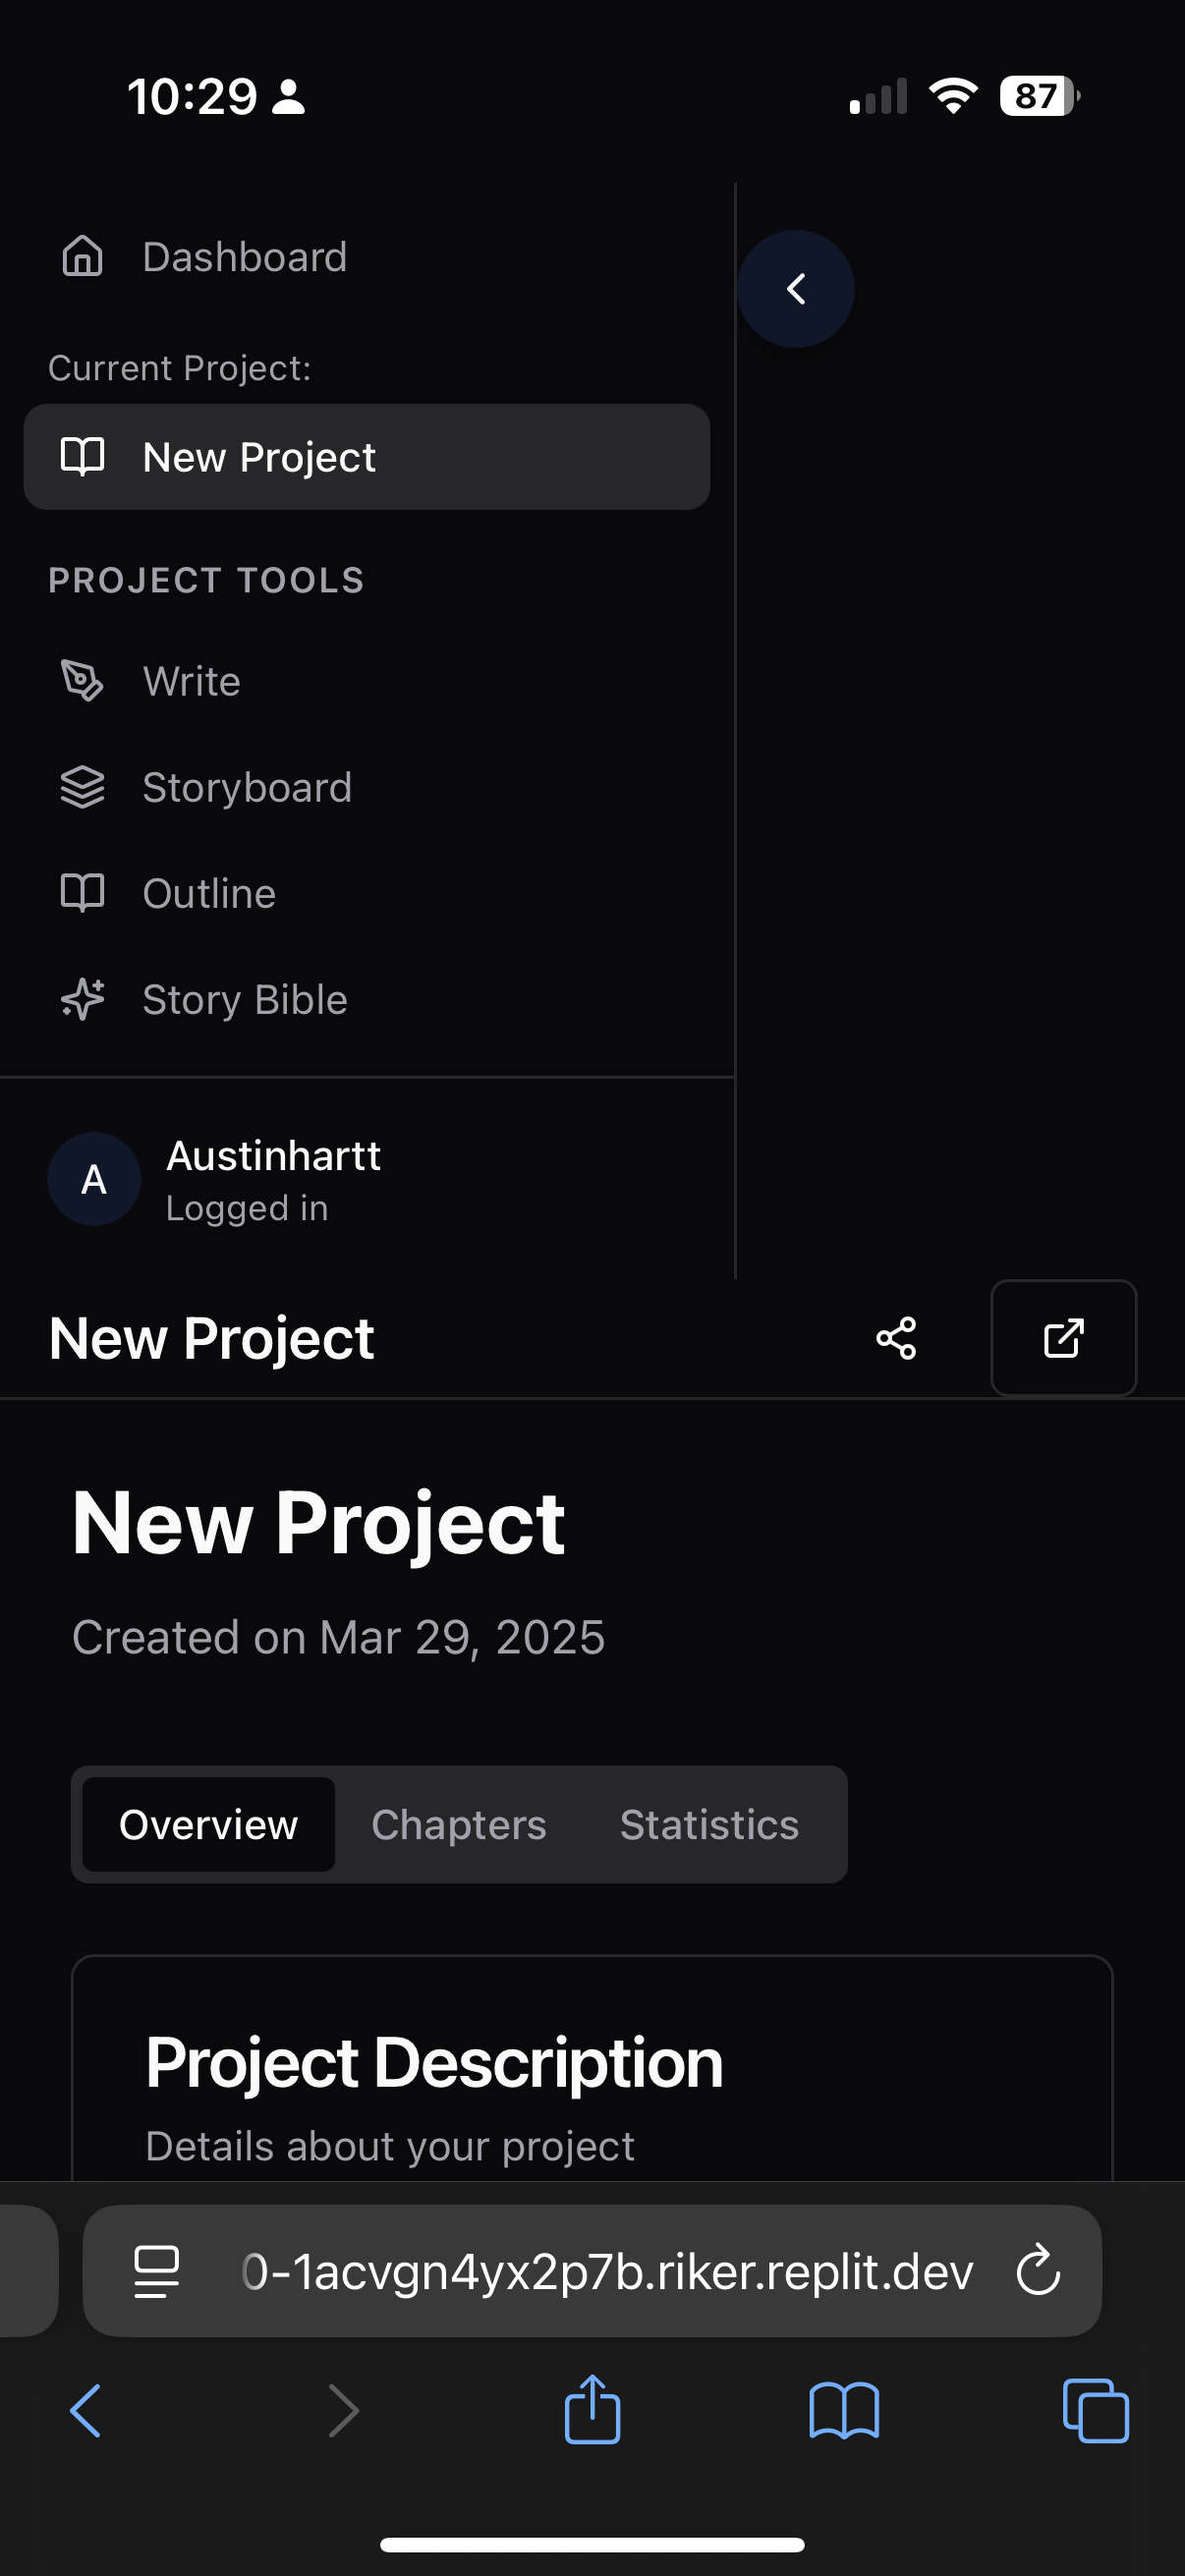 10:29
87
Dashboard
Current Project:
New Project
PROJECT TOOLS
Write
Storyboard
Outline
Story Bible
A
Austinhartt
Logged in
New Project
New Project
Created on Mar 29, 2025
Overview Chapters Statistics
Project Description
Details about your project
0-1acvgn4yx2p7b.riker.replit.dev